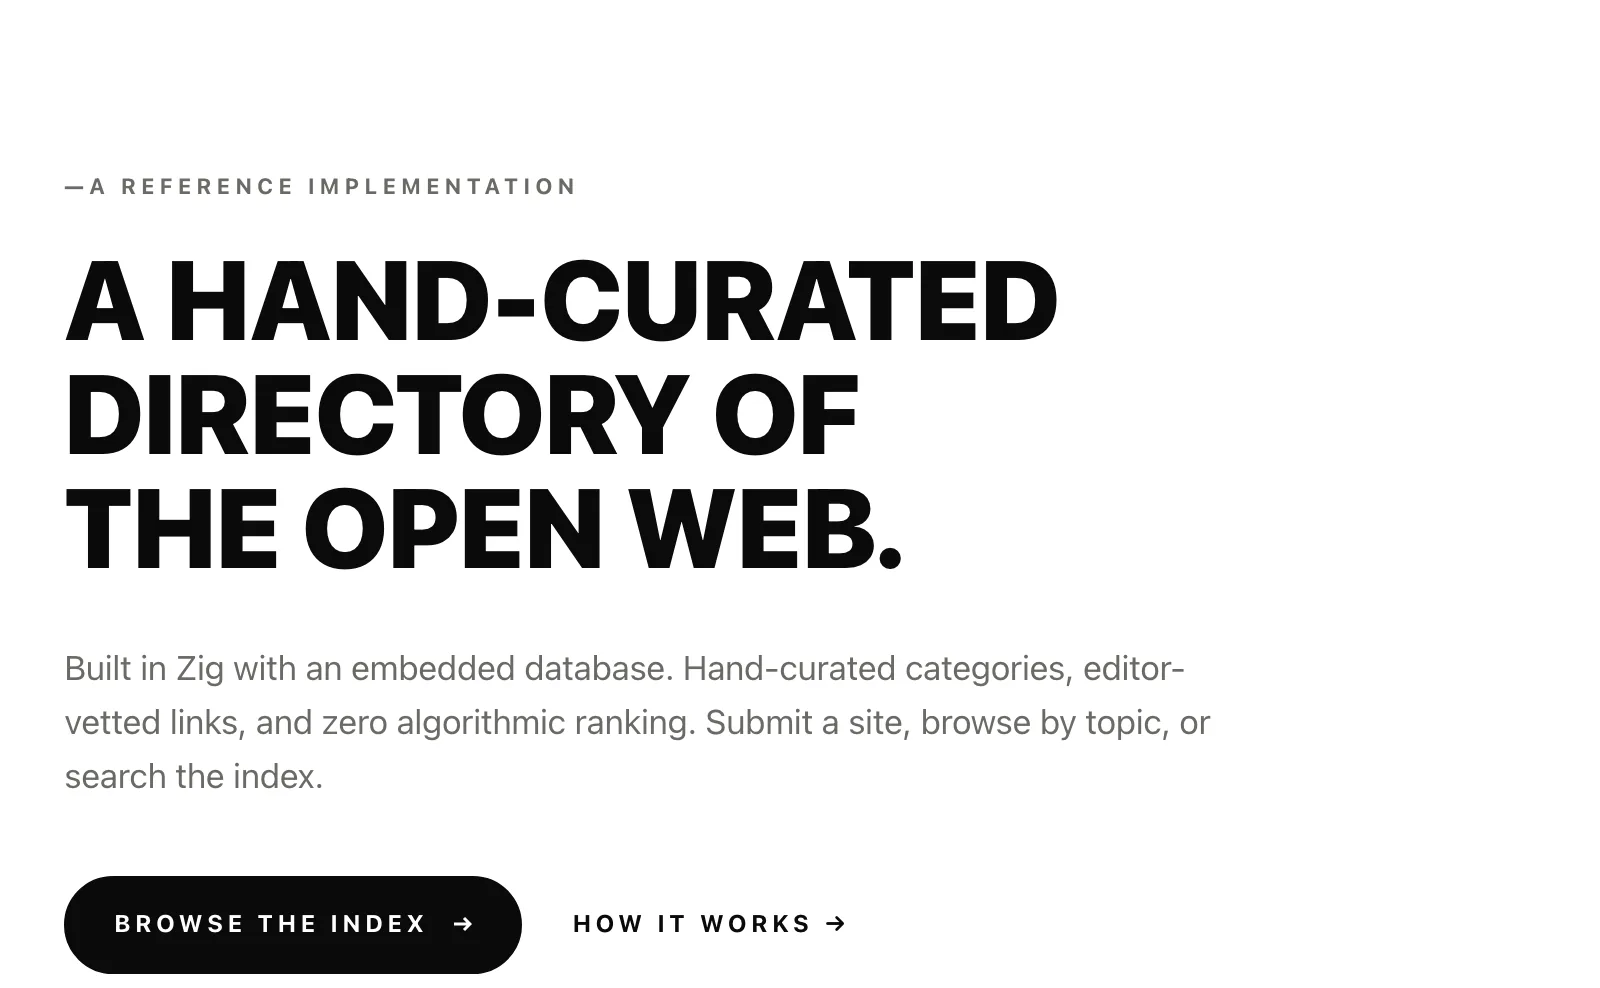 —A REFERENCE IMPLEMENTATION
A HAND-CURATED
DIRECTORY OF
THE OPEN WEB.
Built in Zig with an embedded database. Hand-curated categories, editor-
vetted links, and zero algorithmic ranking. Submit a site, browse by topic, or
search the index.
BROWSE THE INDEX → HOW IT WORKS →